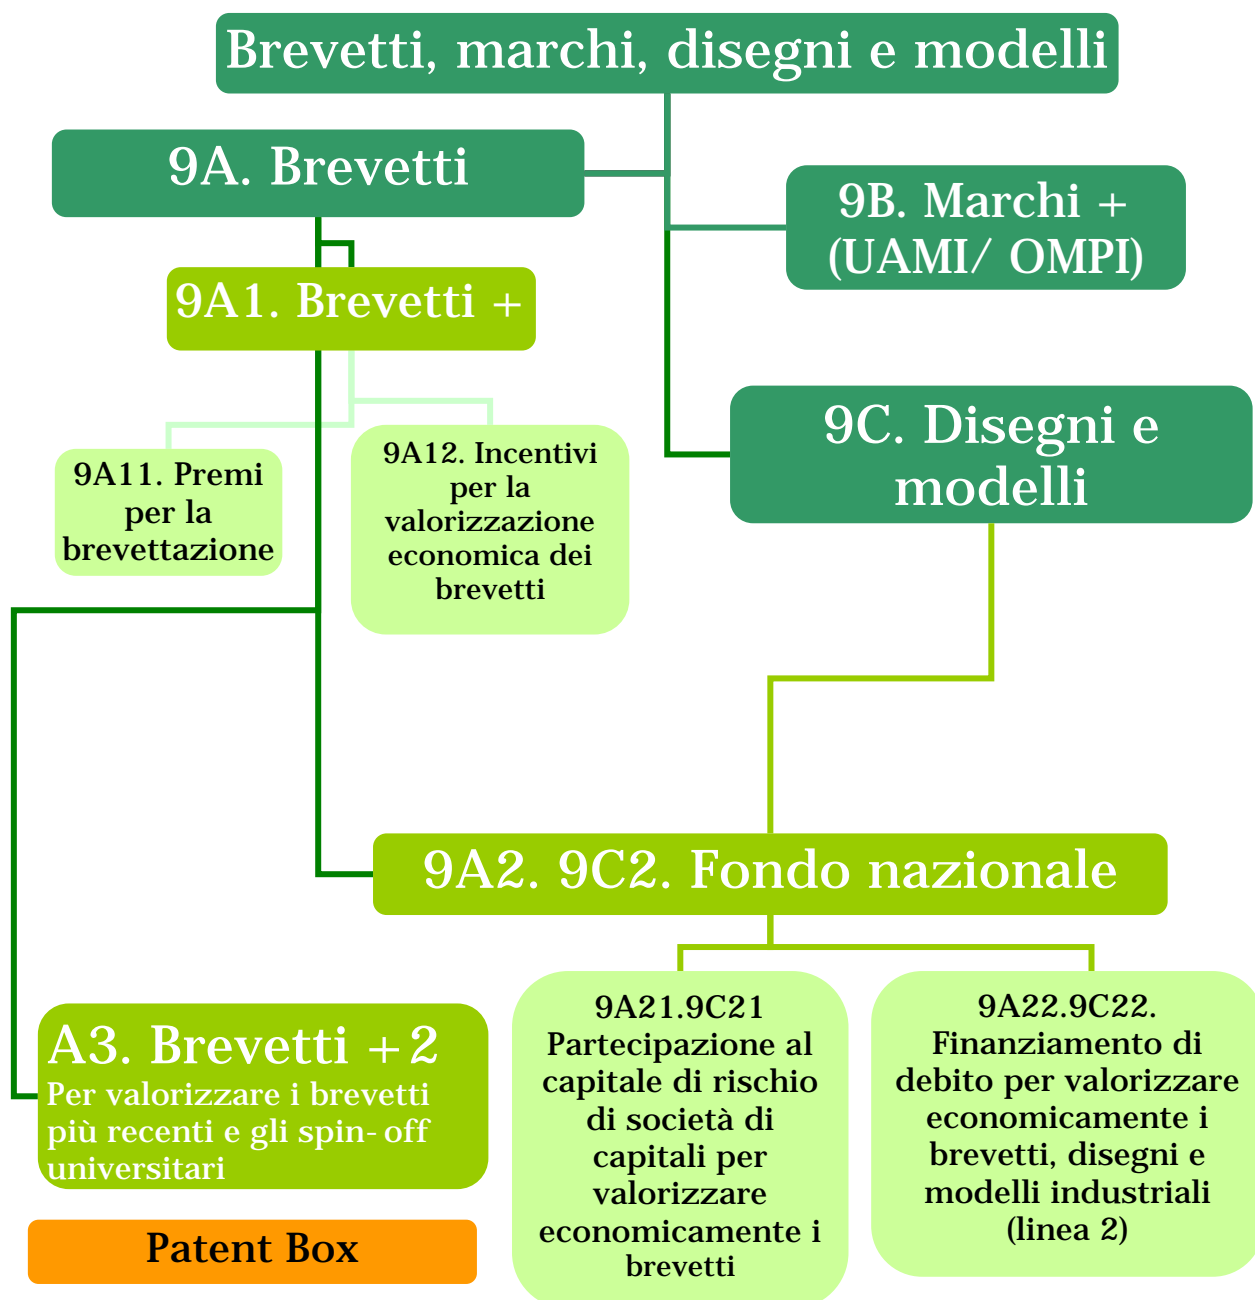 Brevetti, marchi, disegni e modelli
9A. Brevetti
9B. Marchi +
(UAMI/ OMPI)
9A1. Brevetti +
9C. Disegni e
modelli
9A11. Premi
per la
brevettazione
9A12. Incentivi
per la
valorizzazione
economica dei
brevetti
9A2. 9C2. Fondo nazionale
A3. Brevetti +2
Per valorizzare i brevetti
più recenti e gli spin-off
universitari
9A21.9C21
Partecipazione al
capitale di rischio
di società di
capitali per
valorizzare
economicamente i
brevetti
9A22.9C22.
Finanziamento di
debito per valorizzare
economicamente i
brevetti, disegni e
modelli industriali
(linea 2)
Patent Box